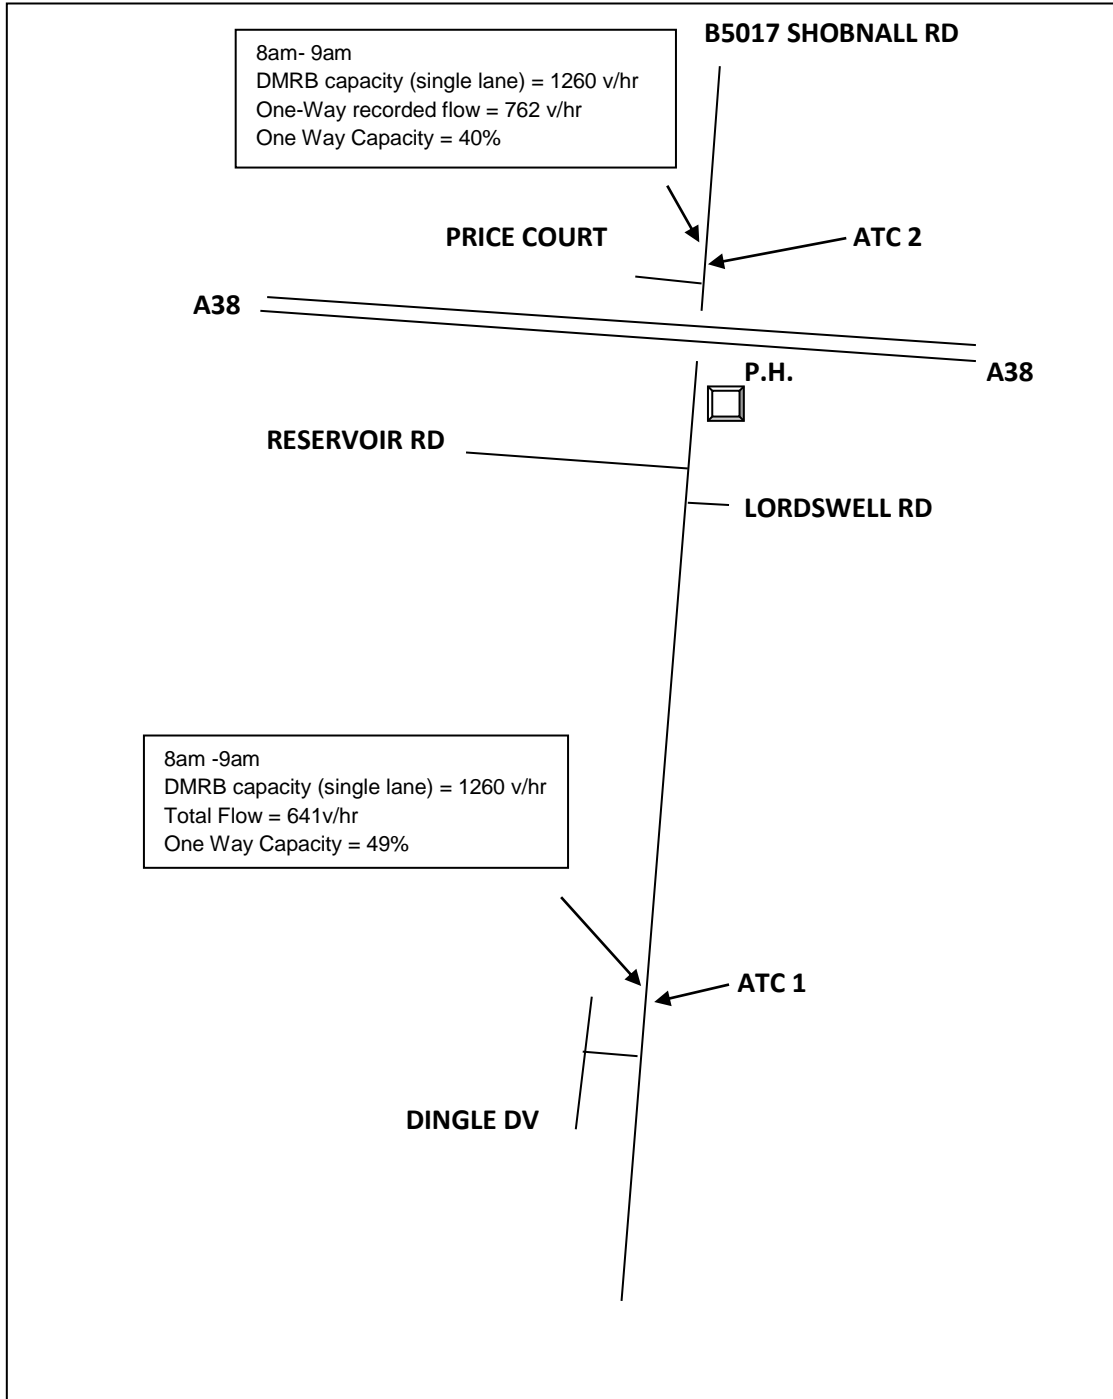 B5017 SHOBNALL RD
8am- 9am
DMRB capacity (single lane) = 1260 v/hr
One-Way recorded flow = 762 v/hr
One Way Capacity = 40%
PRICE COURT
ATC 2
A38
P.H.
A38
RESERVOIR RD
LORDSWELL RD
8am -9am
DMRB capacity (single lane) = 1260 v/hr
Total Flow = 641v/hr
One Way Capacity = 49%
ATC 1
DINGLE DV